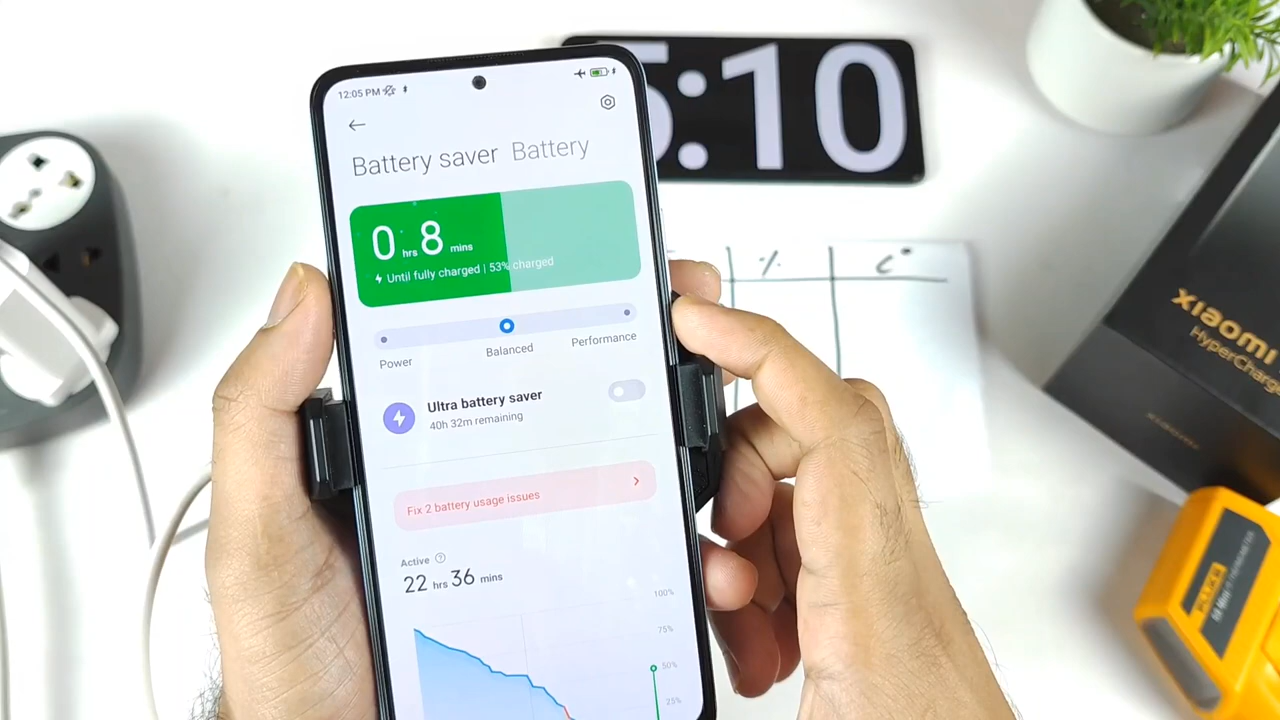 12:05 PM
5:10
Battery saver Battery
0 hrs 8 mins
Until fully charged | 53% charged
Power
Balanced
Performance
Ultra battery saver
40h 32m remaining
Fix 2 battery usage issues
Active ?
22 hrs 36 mins
100%
75%
50%
25%
% C°
Xiaomi
HyperCharge
FLUKE